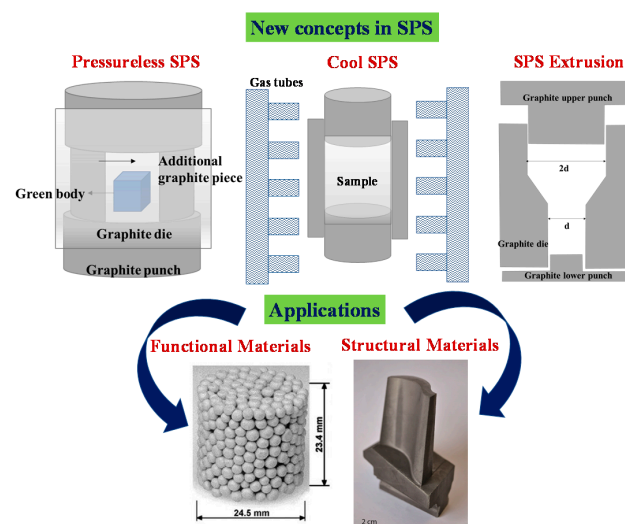 New concepts in SPS
Pressureless SPS
Cool SPS
SPS Extrusion
Gas tubes
Graphite upper punch
Additional
graphite piece
Green body
Sample
2d
d
Graphite die
Graphite die
Graphite punch
Graphite lower punch
Applications
Functional Materials
Structural Materials
23.4 mm
24.5 mm
2 cm